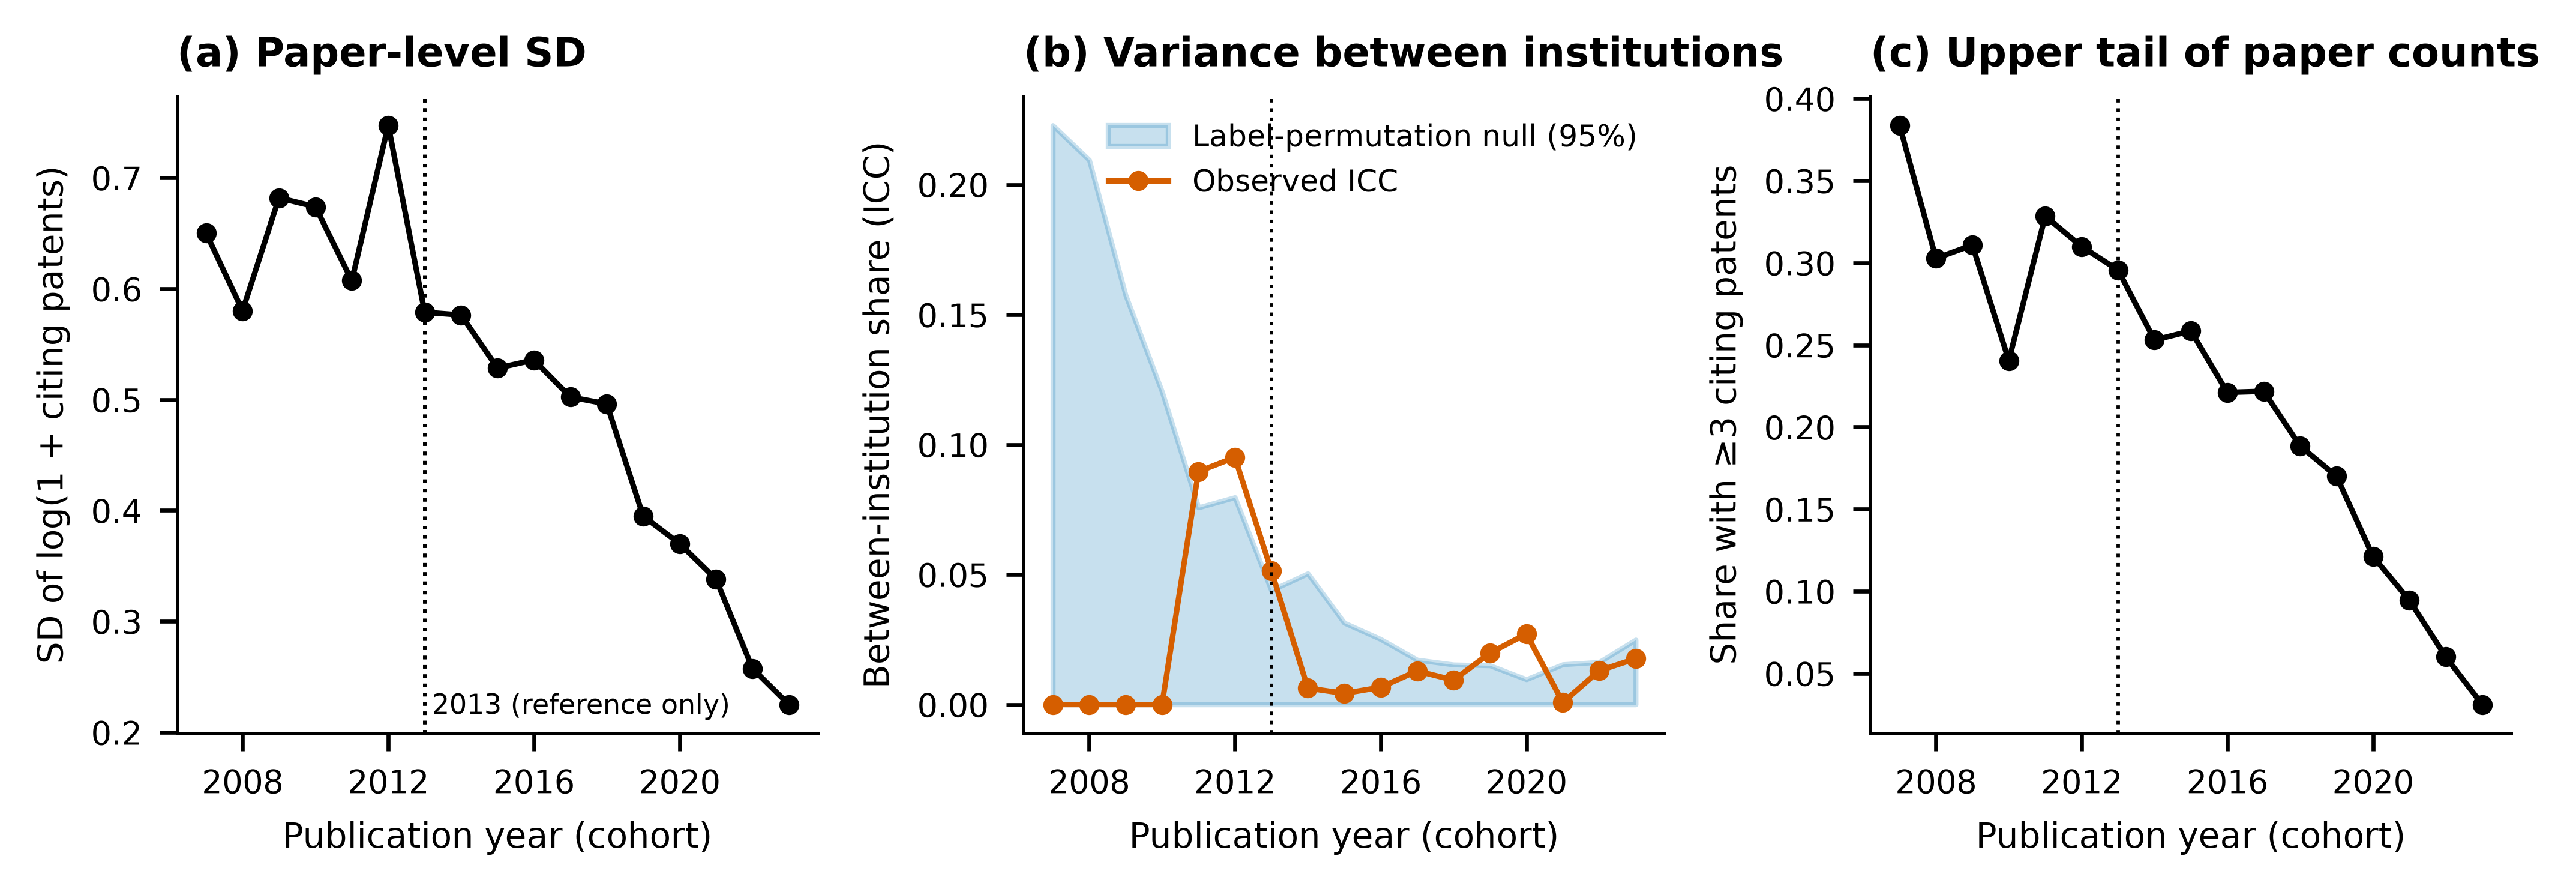 (a) Paper-level SD
SD of log(1 + citing patents)
0.7
0.6
0.5
0.4
0.3
0.2
2013 (reference only)
2008 2012 2016 2020
Publication year (cohort)
(b) Variance between institutions
Between-institution share (ICC)
Label-permutation null (95%)
Observed ICC
0.20
0.15
0.10
0.05
0.00
2008 2012 2016 2020
Publication year (cohort)
(c) Upper tail of paper counts
Share with ≥3 citing patents
0.40
0.35
0.30
0.25
0.20
0.15
0.10
0.05
2008 2012 2016 2020
Publication year (cohort)